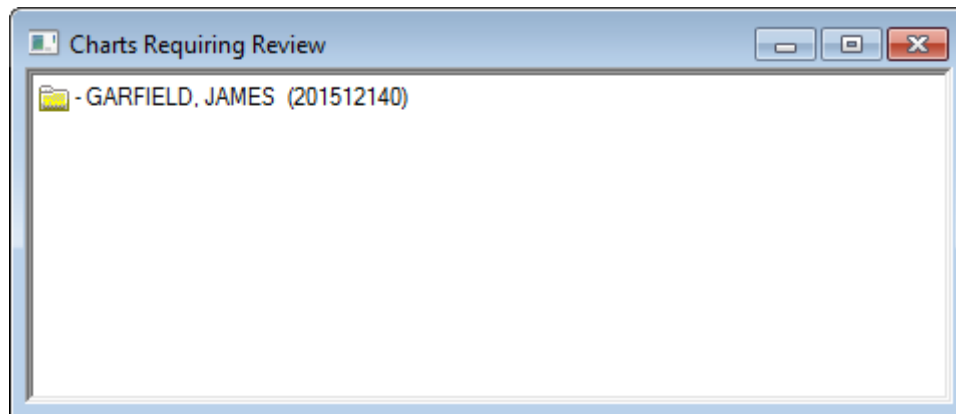 Charts Requiring Review
- GARFIELD, JAMES (201512140)